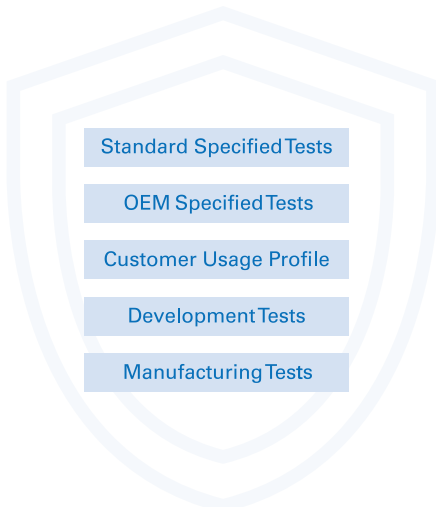 Standard Specified Tests
OEM Specified Tests
Customer Usage Profile
Development Tests
Manufacturing Tests